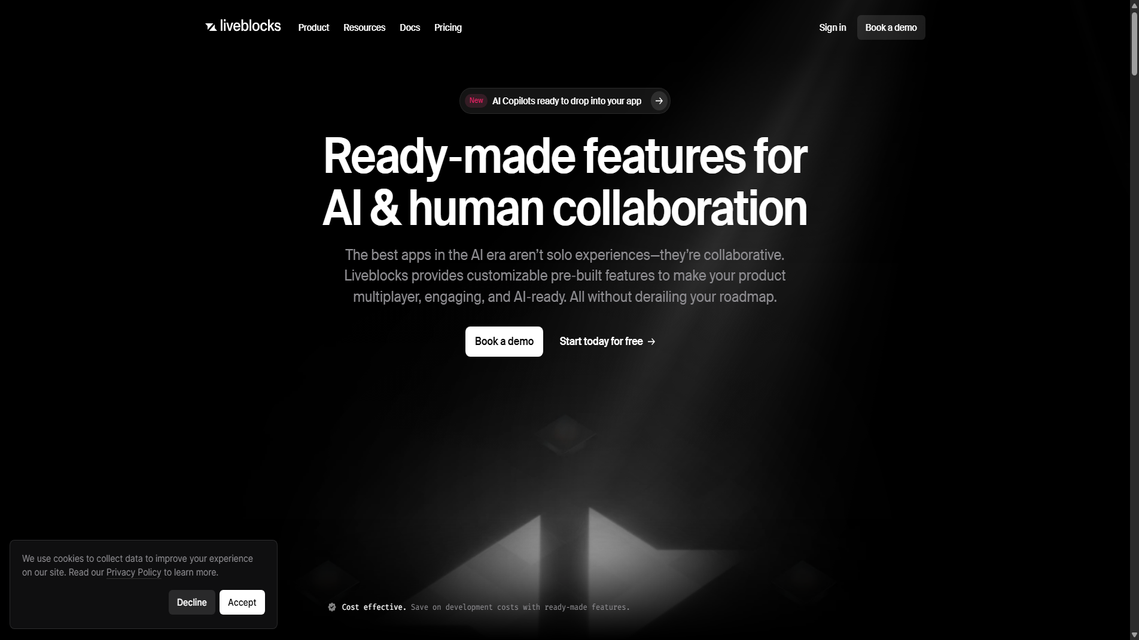 liveblocks
Product Resources Docs Pricing
Sign in Book a demo
New AI Copilots ready to drop into your app →
Ready-made features for
AI & human collaboration
The best apps in the AI era aren’t solo experiences—they’re collaborative.
Liveblocks provides customizable pre-built features to make your product
multiplayer, engaging, and AI-ready. All without derailing your roadmap.
Book a demo Start today for free →
We use cookies to collect data to improve your experience
on our site. Read our Privacy Policy to learn more.
Decline Accept
Cost effective. Save on development costs with ready-made features.